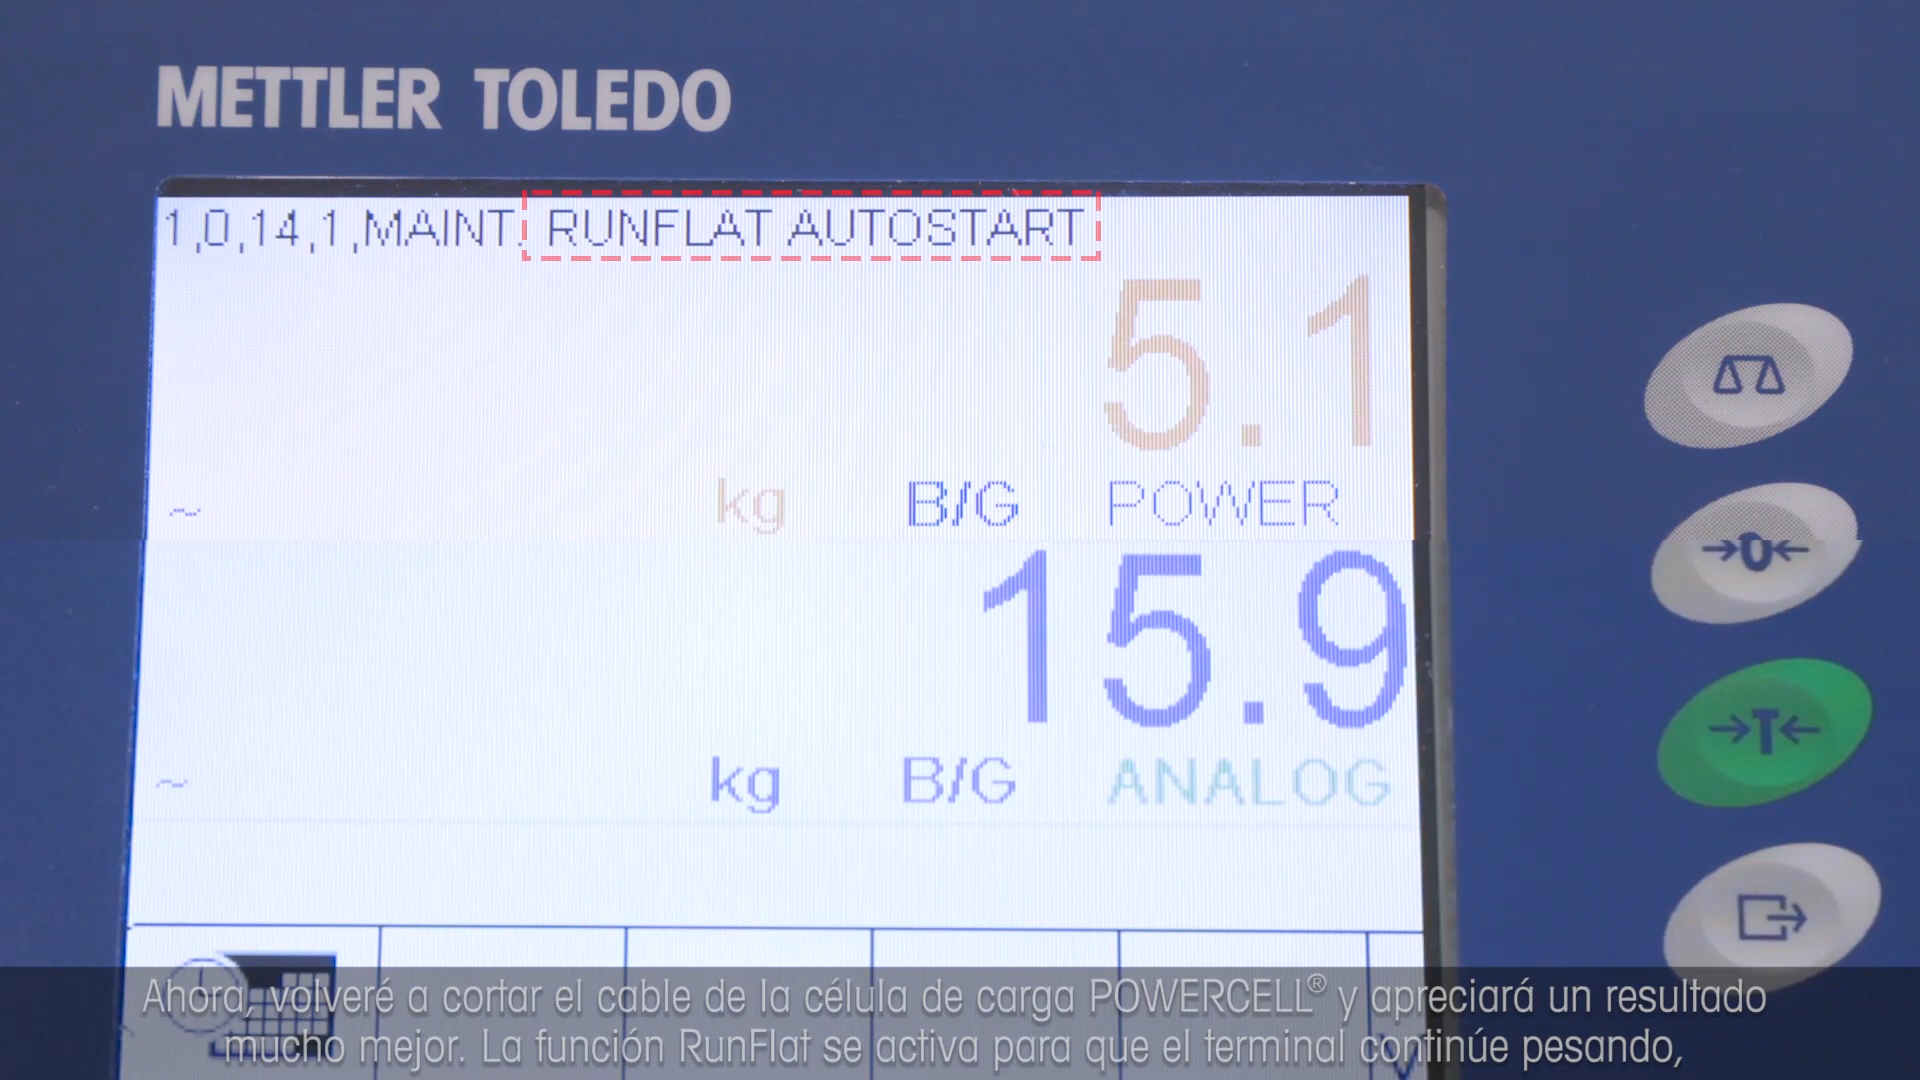 METTLER TOLEDO
1,0,14,1,MAINT. RUNFLAT AUTOSTART
5.1
~ kg B/G POWER
15.9
~ kg B/G ANALOG
→0←
→T←
Ahora, volveré a cortar el cable de la célula de carga POWERCELL® y apreciará un resultado
mucho mejor. La función RunFlat se activa para que el terminal continúe pesando,